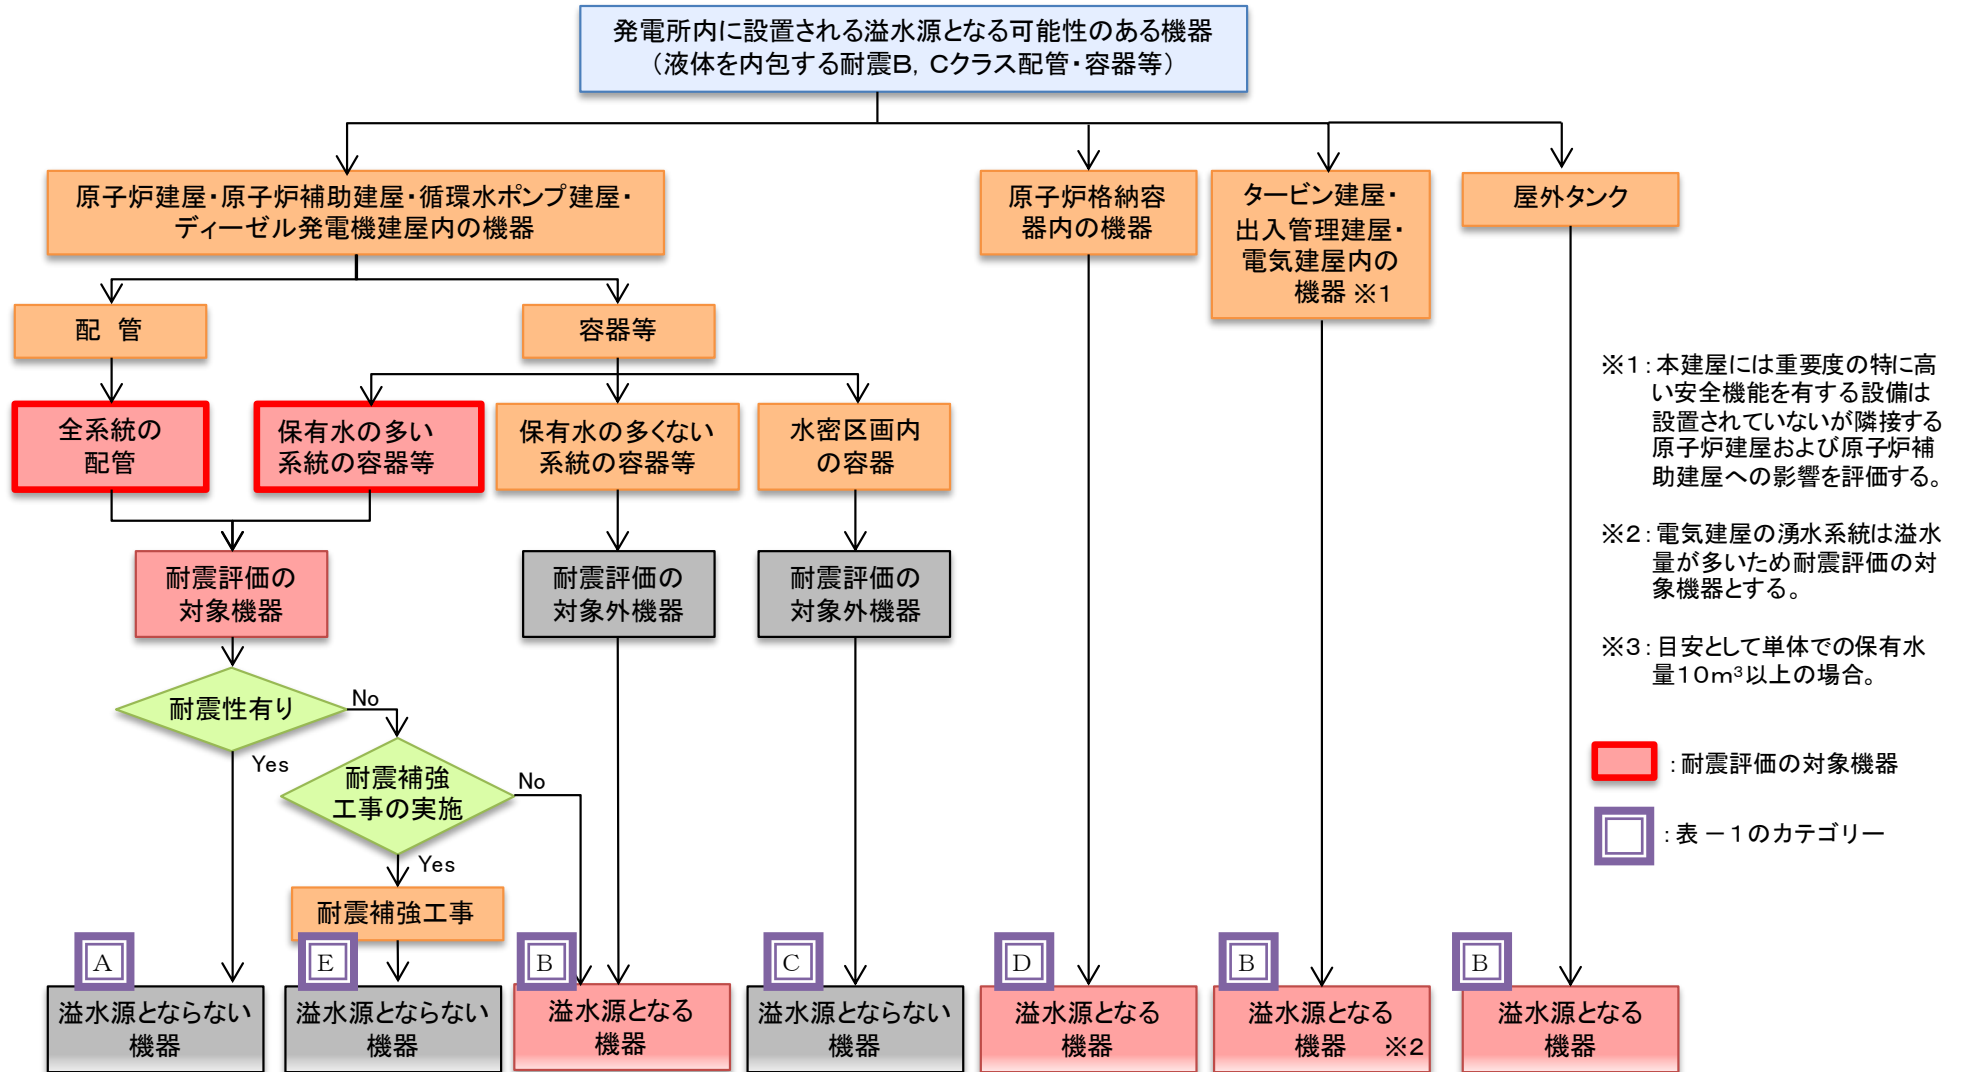 発電所内に設置される溢水源となる可能性のある機器
（液体を内包する耐震B，Cクラス配管・容器等）
原子炉建屋・原子炉補助建屋・循環水ポンプ建屋・
ディーゼル発電機建屋内の機器
原子炉格納容
器内の機器
タービン建屋・
出入管理建屋・
電気建屋内の
機器 ※1
屋外タンク
配 管
容器等
全系統の
配管
保有水の多い
系統の容器等
保有水の多くない
系統の容器等
水密区画内
の容器
耐震評価の
対象機器
耐震評価の
対象外機器
耐震評価の
対象外機器
耐震性有り
No
Yes
耐震補強
工事の実施
No
Yes
耐震補強工事
A
溢水源とならない
機器
E
溢水源とならない
機器
B
溢水源となる
機器
C
溢水源とならない
機器
D
溢水源となる
機器
B
溢水源となる
機器 ※2
B
溢水源となる
機器
※1：本建屋には重要度の特に高
い安全機能を有する設備は
設置されていないが隣接する
原子炉建屋および原子炉補
助建屋への影響を評価する。
※2：電気建屋の湧水系統は溢水
量が多いため耐震評価の対
象機器とする。
※3：目安として単体での保有水
量10m³以上の場合。
：耐震評価の対象機器
：表－1のカテゴリー